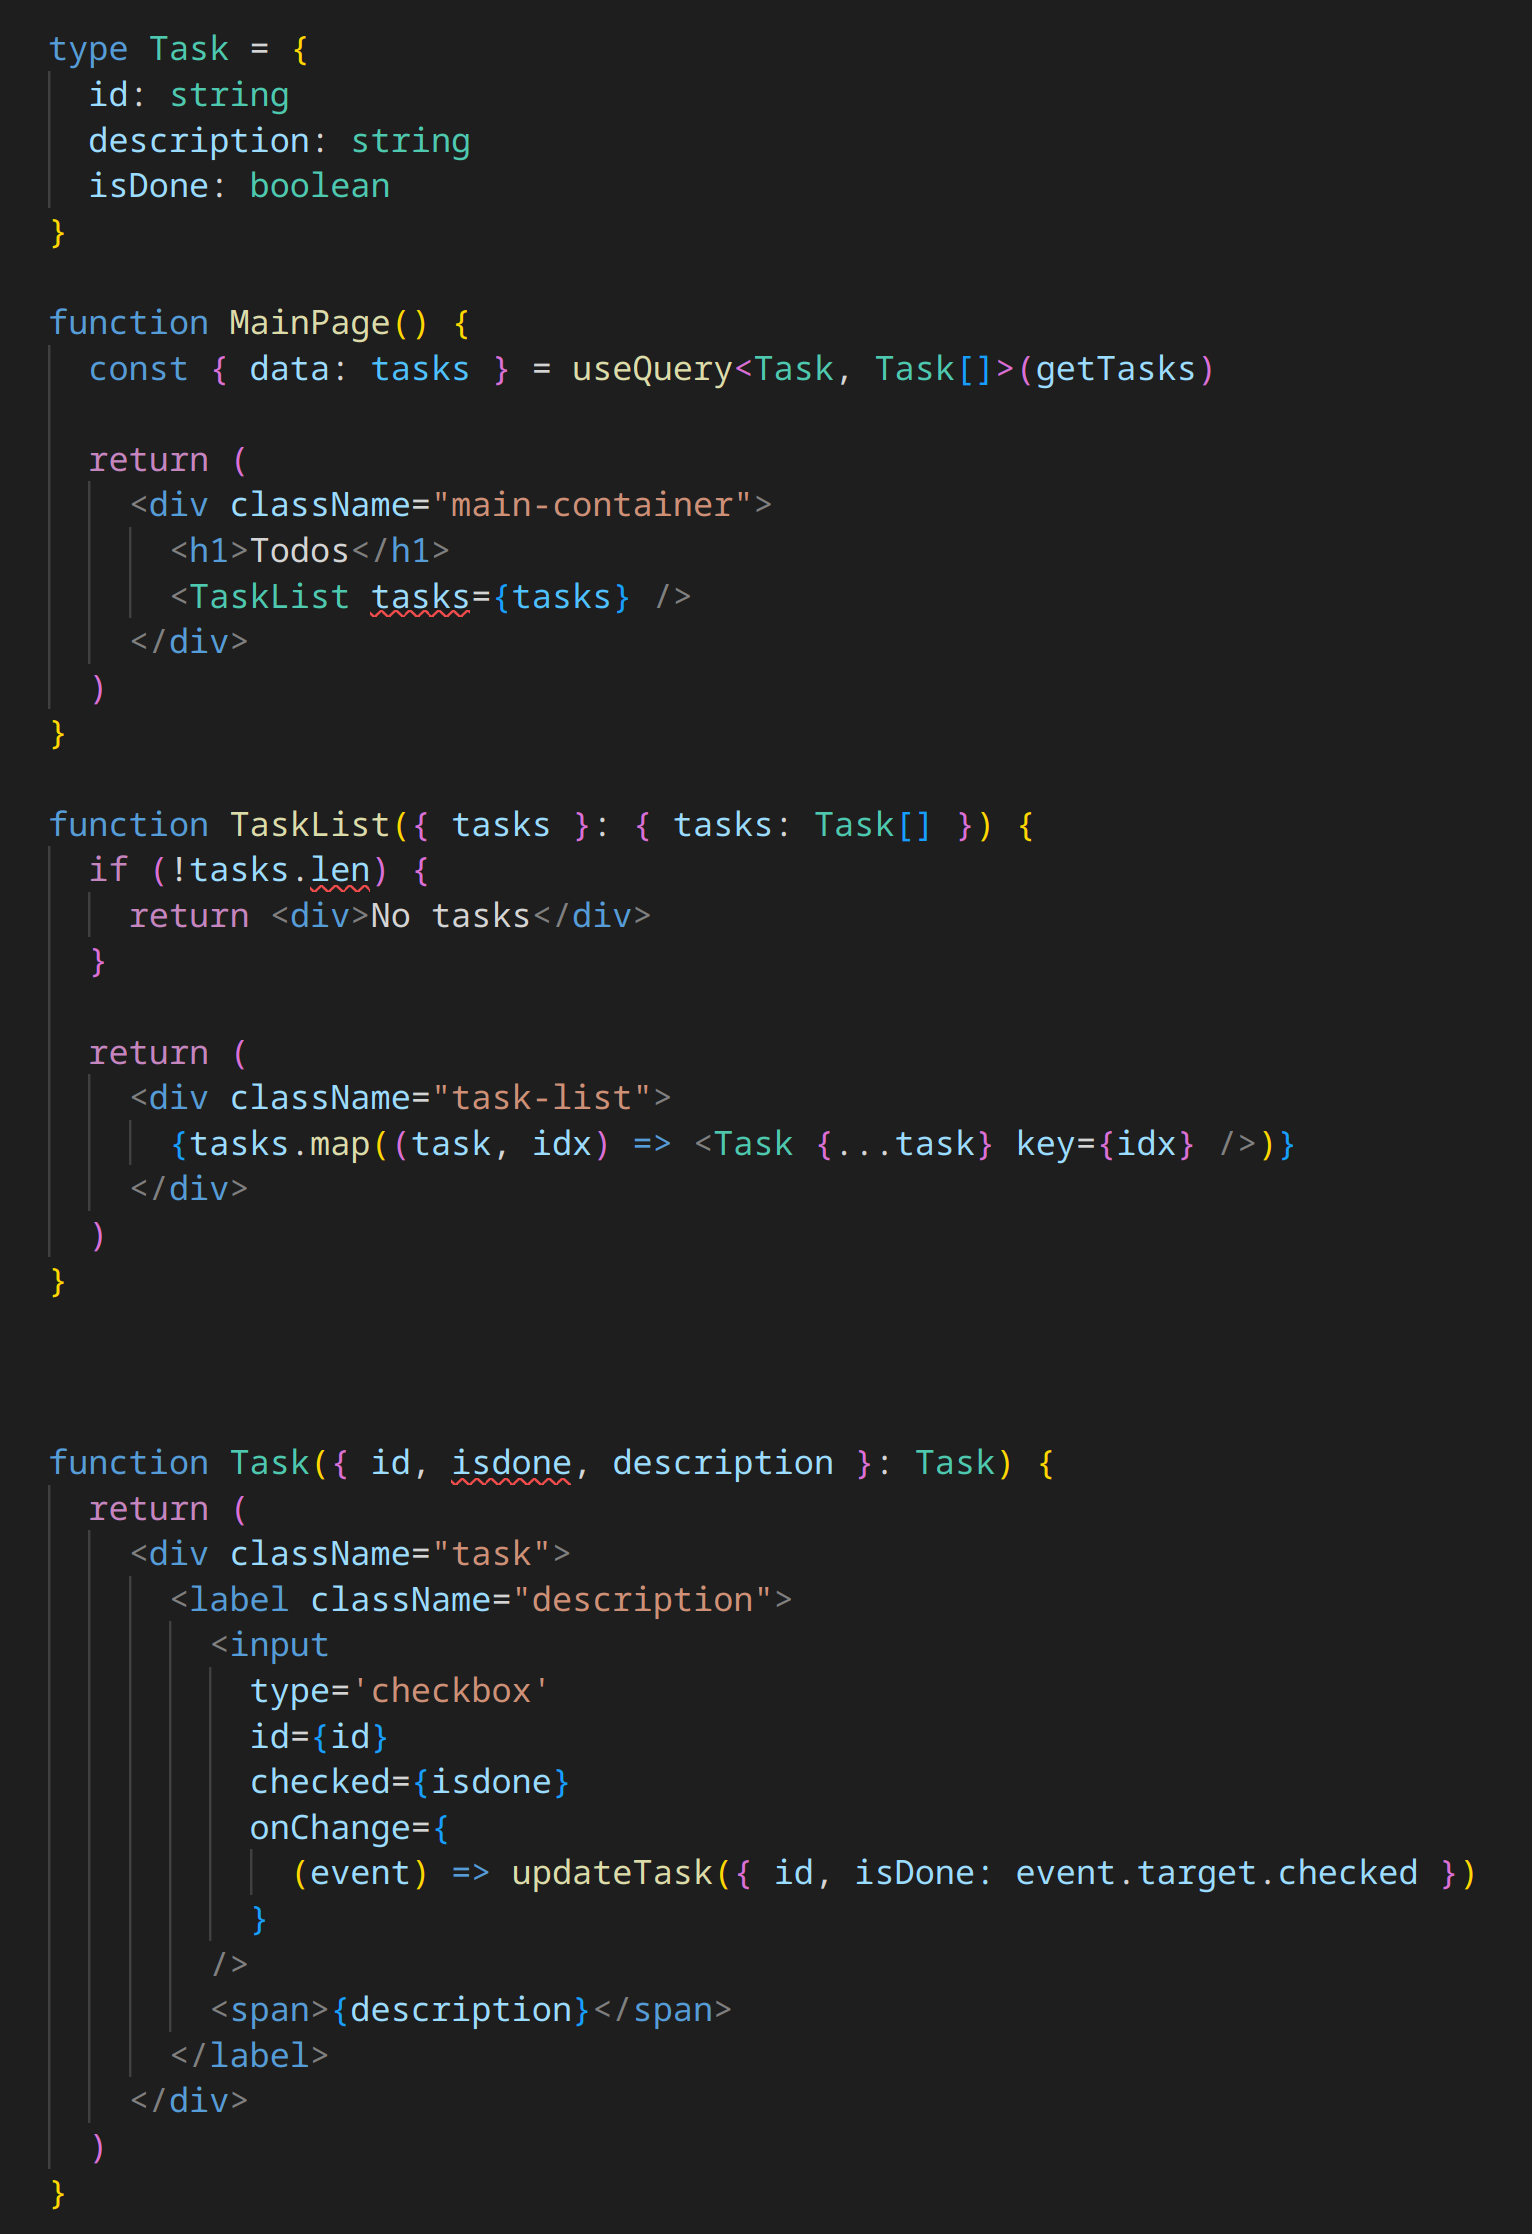 type Task = {
  id: string
  description: string
  isDone: boolean
}

function MainPage() {
  const { data: tasks } = useQuery<Task, Task[]>(getTasks)

  return (
    <div className="main-container">
      <h1>Todos</h1>
      <TaskList tasks={tasks} />
    </div>
  )
}

function TaskList({ tasks }: { tasks: Task[] }) {
  if (!tasks.len) {
    return <div>No tasks</div>
  }

  return (
    <div className="task-list">
      {tasks.map((task, idx) => <Task {...task} key={idx} />)}
    </div>
  )
}

function Task({ id, isdone, description }: Task) {
  return (
    <div className="task">
      <label className="description">
        <input
          type='checkbox'
          id={id}
          checked={isdone}
          onChange={
            (event) => updateTask({ id, isDone: event.target.checked })
          }
        />
        <span>{description}</span>
      </label>
    </div>
  )
}